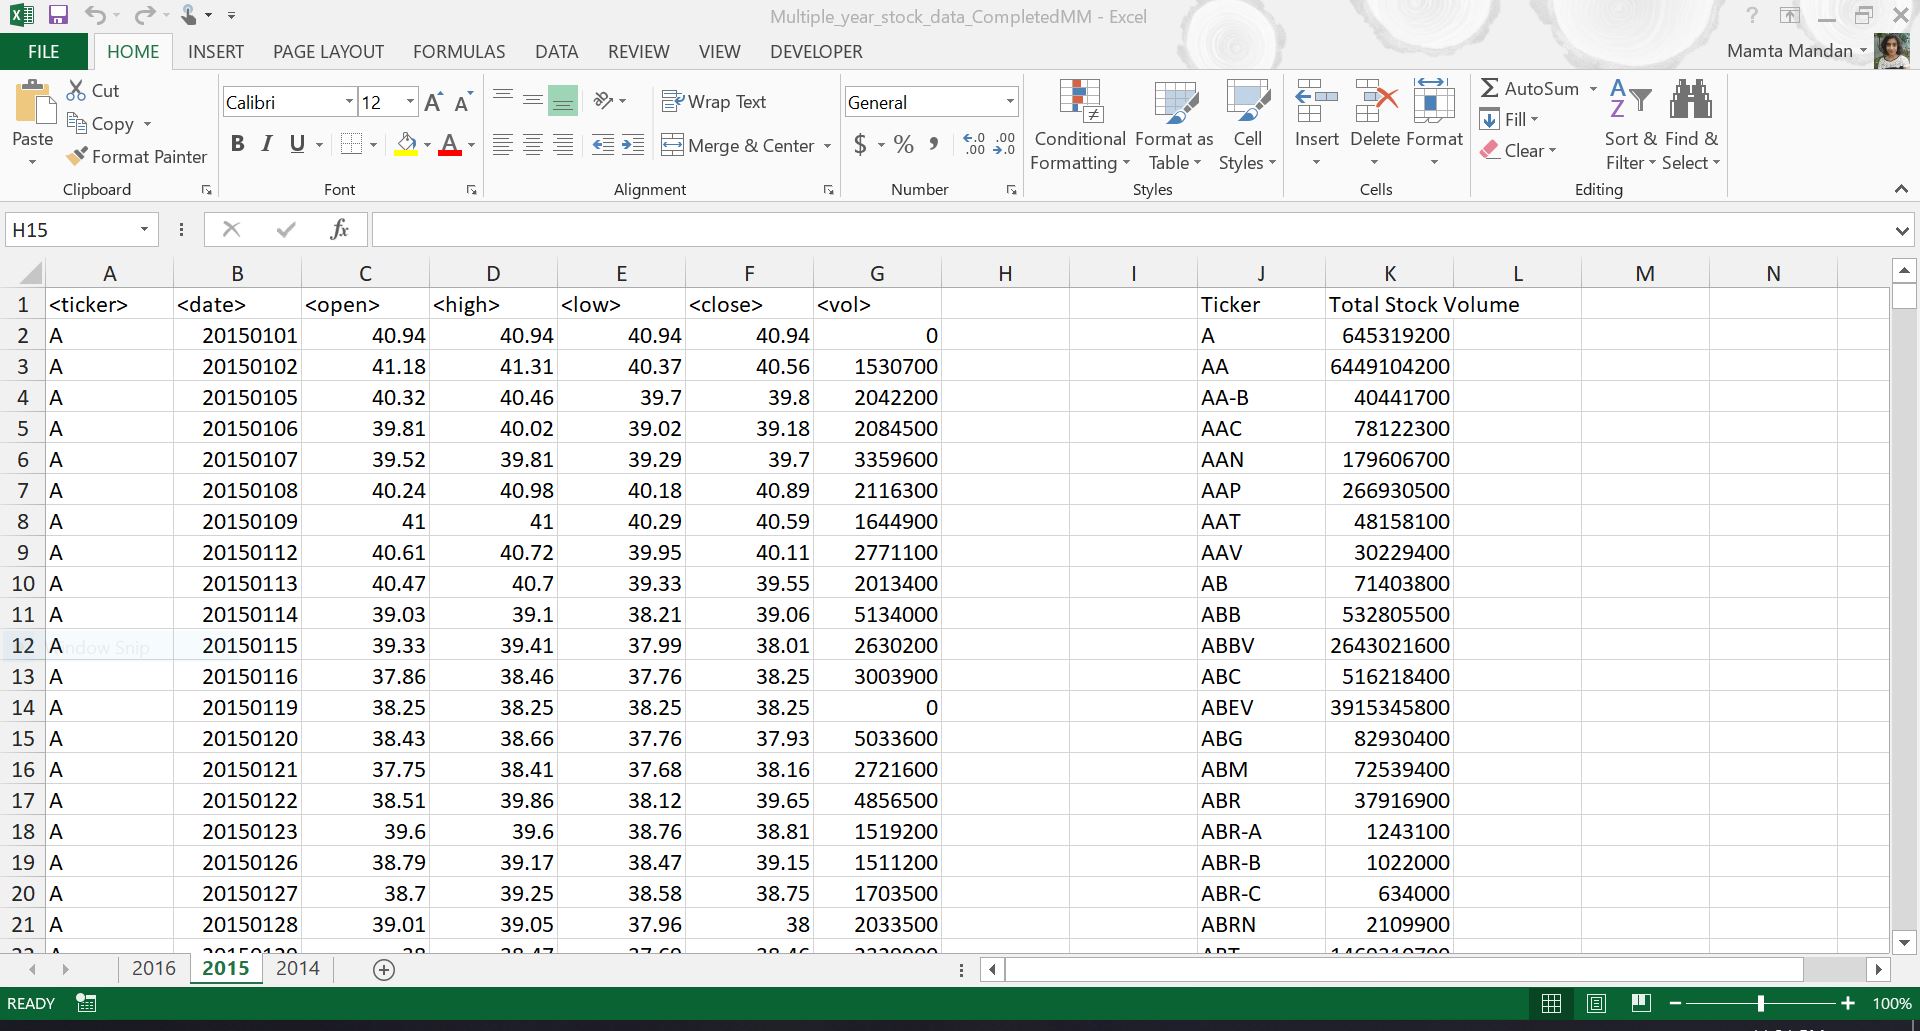 Multiple_year_stock_data_CompletedMM - Excel
FILE HOME INSERT PAGE LAYOUT FORMULAS DATA REVIEW VIEW DEVELOPER Mamta Mandan
Paste
Cut
Copy
Format Painter
Clipboard
Calibri 12
B I U
Font
Wrap Text
Merge & Center
Alignment
General
$ % ,
Number
Conditional Formatting
Format as Table
Cell Styles
Styles
Insert Delete Format
Cells
AutoSum
Fill
Clear
Sort & Filter
Find & Select
Editing
H15 fx
A B C D E F G H I J K L M N
1 <ticker> <date> <open> <high> <low> <close> <vol> Ticker Total Stock Volume
2 A 20150101 40.94 40.94 40.94 40.94 0 A 645319200
3 A 20150102 41.18 41.31 40.37 40.56 1530700 AA 6449104200
4 A 20150105 40.32 40.46 39.7 39.8 2042200 AA-B 40441700
5 A 20150106 39.81 40.02 39.02 39.18 2084500 AAC 78122300
6 A 20150107 39.52 39.81 39.29 39.7 3359600 AAN 179606700
7 A 20150108 40.24 40.98 40.18 40.89 2116300 AAP 266930500
8 A 20150109 41 41 40.29 40.59 1644900 AAT 48158100
9 A 20150112 40.61 40.72 39.95 40.11 2771100 AAV 30229400
10 A 20150113 40.47 40.7 39.33 39.55 2013400 AB 71403800
11 A 20150114 39.03 39.1 38.21 39.06 5134000 ABB 532805500
12 A 20150115 39.33 39.41 37.99 38.01 2630200 ABBV 2643021600
13 A 20150116 37.86 38.46 37.76 38.25 3003900 ABC 516218400
14 A 20150119 38.25 38.25 38.25 38.25 0 ABEV 3915345800
15 A 20150120 38.43 38.66 37.76 37.93 5033600 ABG 82930400
16 A 20150121 37.75 38.41 37.68 38.16 2721600 ABM 72539400
17 A 20150122 38.51 39.86 38.12 39.65 4856500 ABR 37916900
18 A 20150123 39.6 39.6 38.76 38.81 1519200 ABR-A 1243100
19 A 20150126 38.79 39.17 38.47 39.15 1511200 ABR-B 1022000
20 A 20150127 38.7 39.25 38.58 38.75 1703500 ABR-C 634000
21 A 20150128 39.01 39.05 37.96 38 2033500 ABRN 2109900
2016 2015 2014
READY 100%